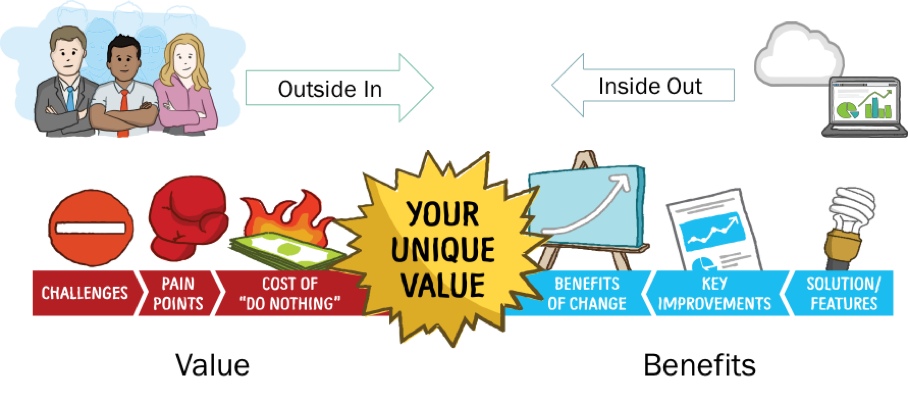 Outside In
Inside Out
YOUR
UNIQUE
VALUE
CHALLENGES
PAIN
POINTS
COST OF
"DO NOTHING"
BENEFITS
OF CHANGE
KEY
IMPROVEMENTS
SOLUTION/
FEATURES
Value
Benefits